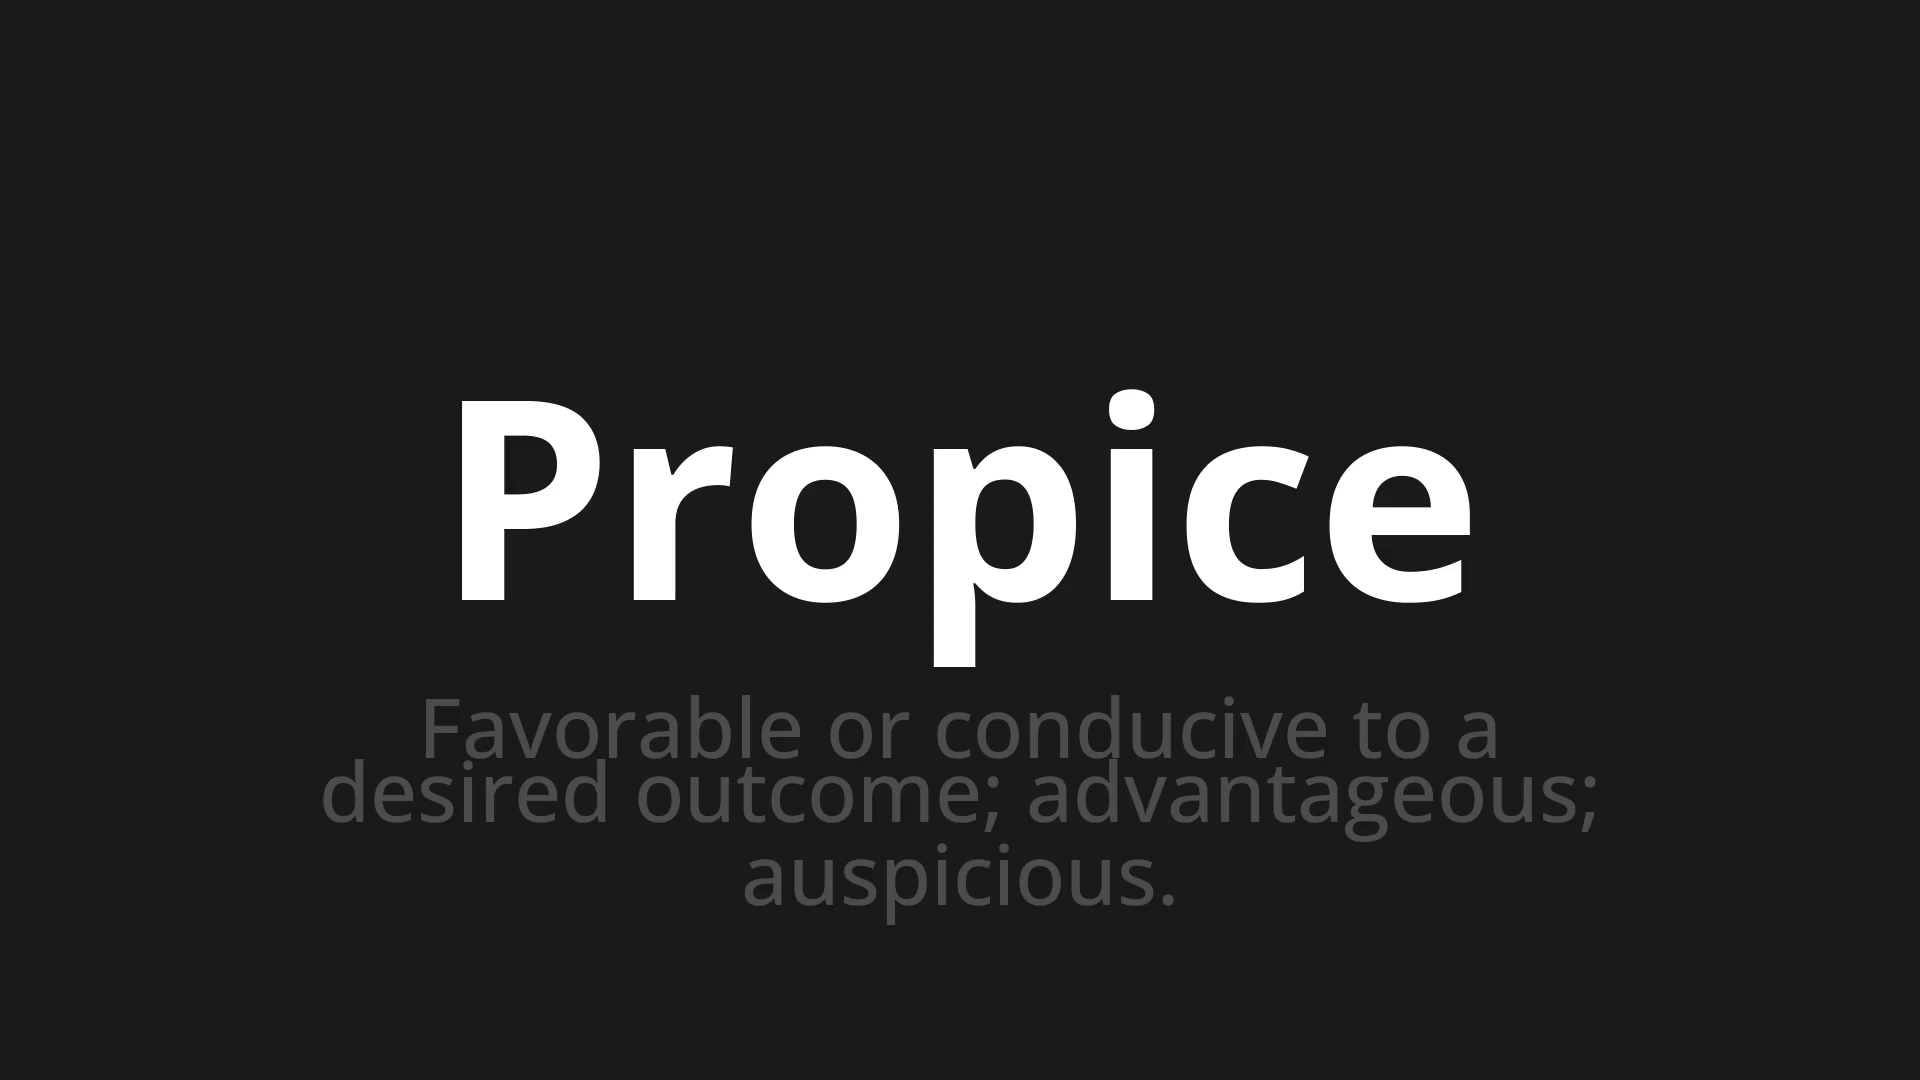 Propice
Favorable or conducive to a
desired outcome; advantageous;
auspicious.